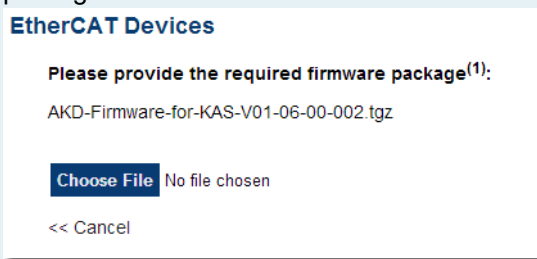 EtherCAT Devices
Please provide the required firmware package(1):
AKD-Firmware-for-KAS-V01-06-00-002.tgz
Choose File No file chosen
<< Cancel